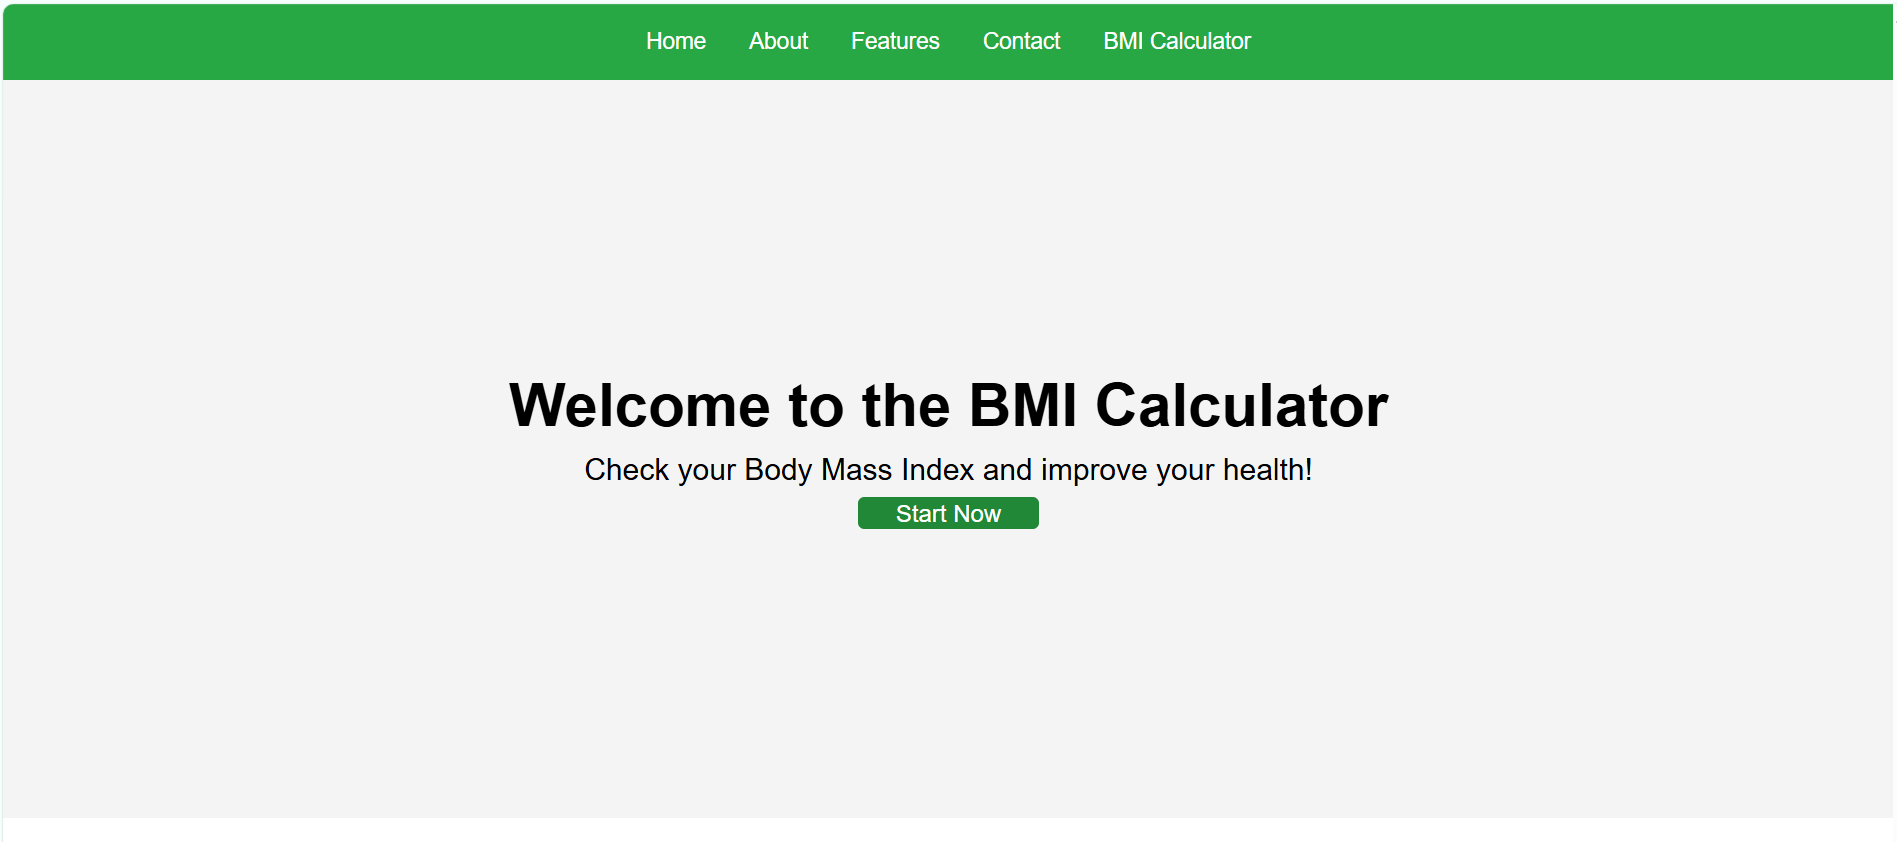 Home About Features Contact BMI Calculator
Welcome to the BMI Calculator
Check your Body Mass Index and improve your health!
Start Now